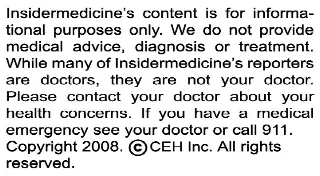 Insidermedicine's content is for informa-
tional purposes only. We do not provide
medical advice, diagnosis or treatment.
While many of Insidermedicine's reporters
are doctors, they are not your doctor.
Please contact your doctor about your
health concerns. If you have a medical
emergency see your doctor or call 911.
Copyright 2008. ©CEH Inc. All rights
reserved.